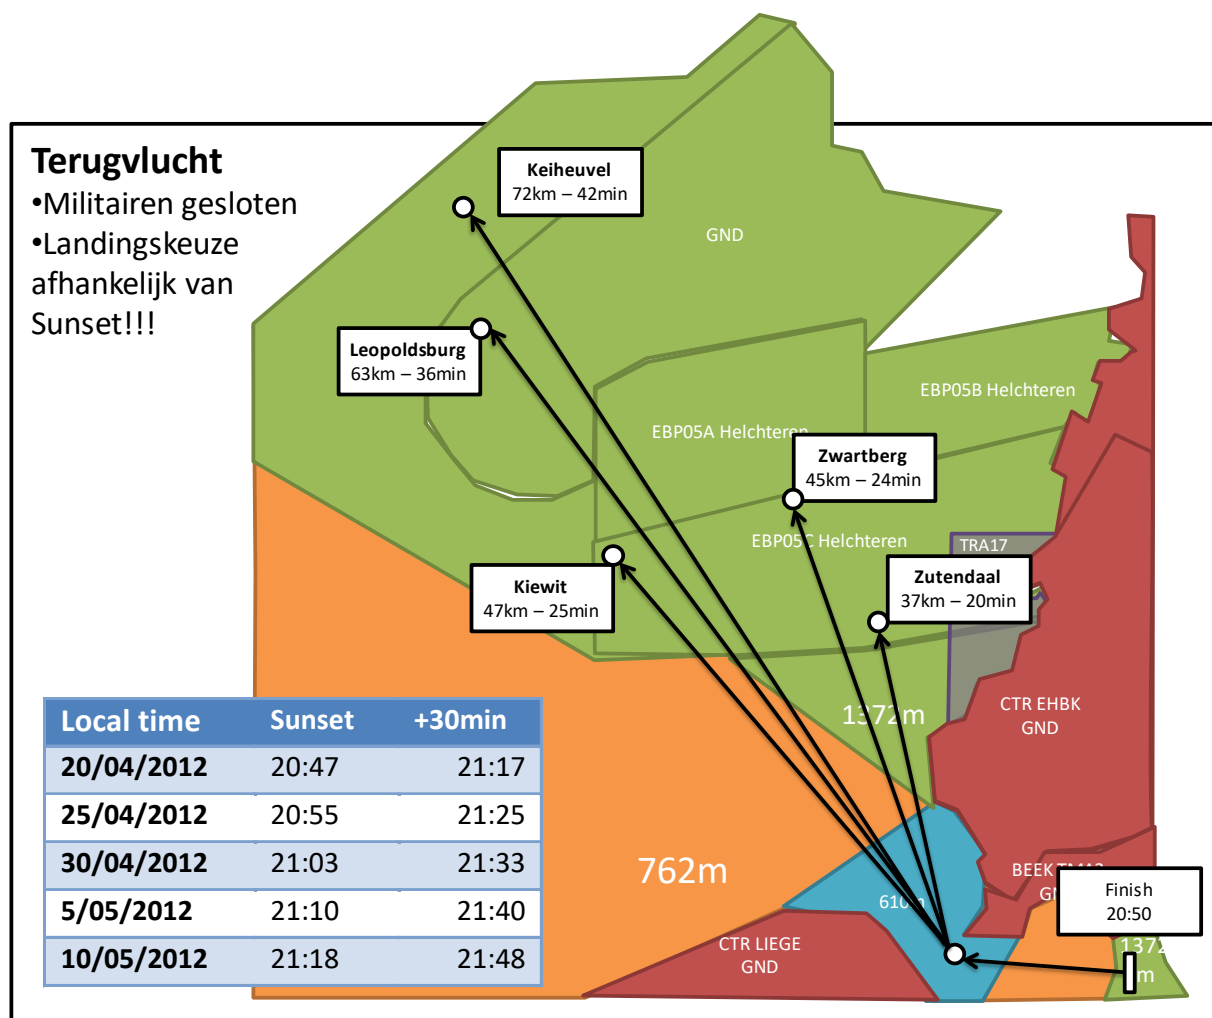 Terugvlucht
•Militairen gesloten
•Landingskeuze
afhankelijk van
Sunset!!!
Keiheuvel
72km – 42min
GND
Leopoldsburg
63km – 36min
EBP05B Helchteren
EBP05A Helchteren
Zwartberg
45km – 24min
EBP05C Helchteren
TRA17
Kiewit
47km – 25min
Zutendaal
37km – 20min
1372m
CTR EHBK
GND
Local time Sunset +30min
20/04/2012 20:47 21:17
25/04/2012 20:55 21:25
30/04/2012 21:03 21:33
5/05/2012 21:10 21:40
10/05/2012 21:18 21:48
762m
610m
BEEK
Finish
20:50
CTR LIEGE
GND
1372
m